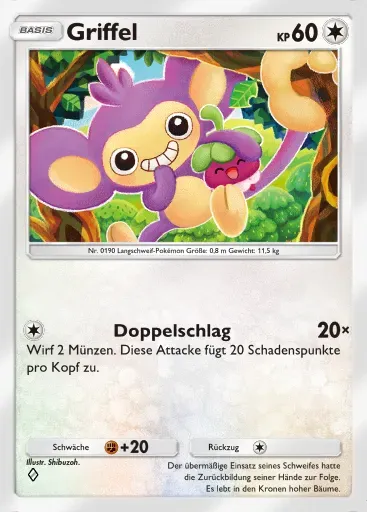 BASIS
Griffel
KP 60
Nr. 0190 Langschweif-Pokémon Größe: 0,8 m Gewicht: 11,5 kg
Doppelschlag 20×
Wirf 2 Münzen. Diese Attacke fügt 20 Schadenspunkte
pro Kopf zu.
Schwäche +20 Rückzug
Illustr. Shibuzoh.
Der übermäßige Einsatz seines Schweifes hatte
die Zurückbildung seiner Hände zur Folge.
Es lebt in den Kronen hoher Bäume.